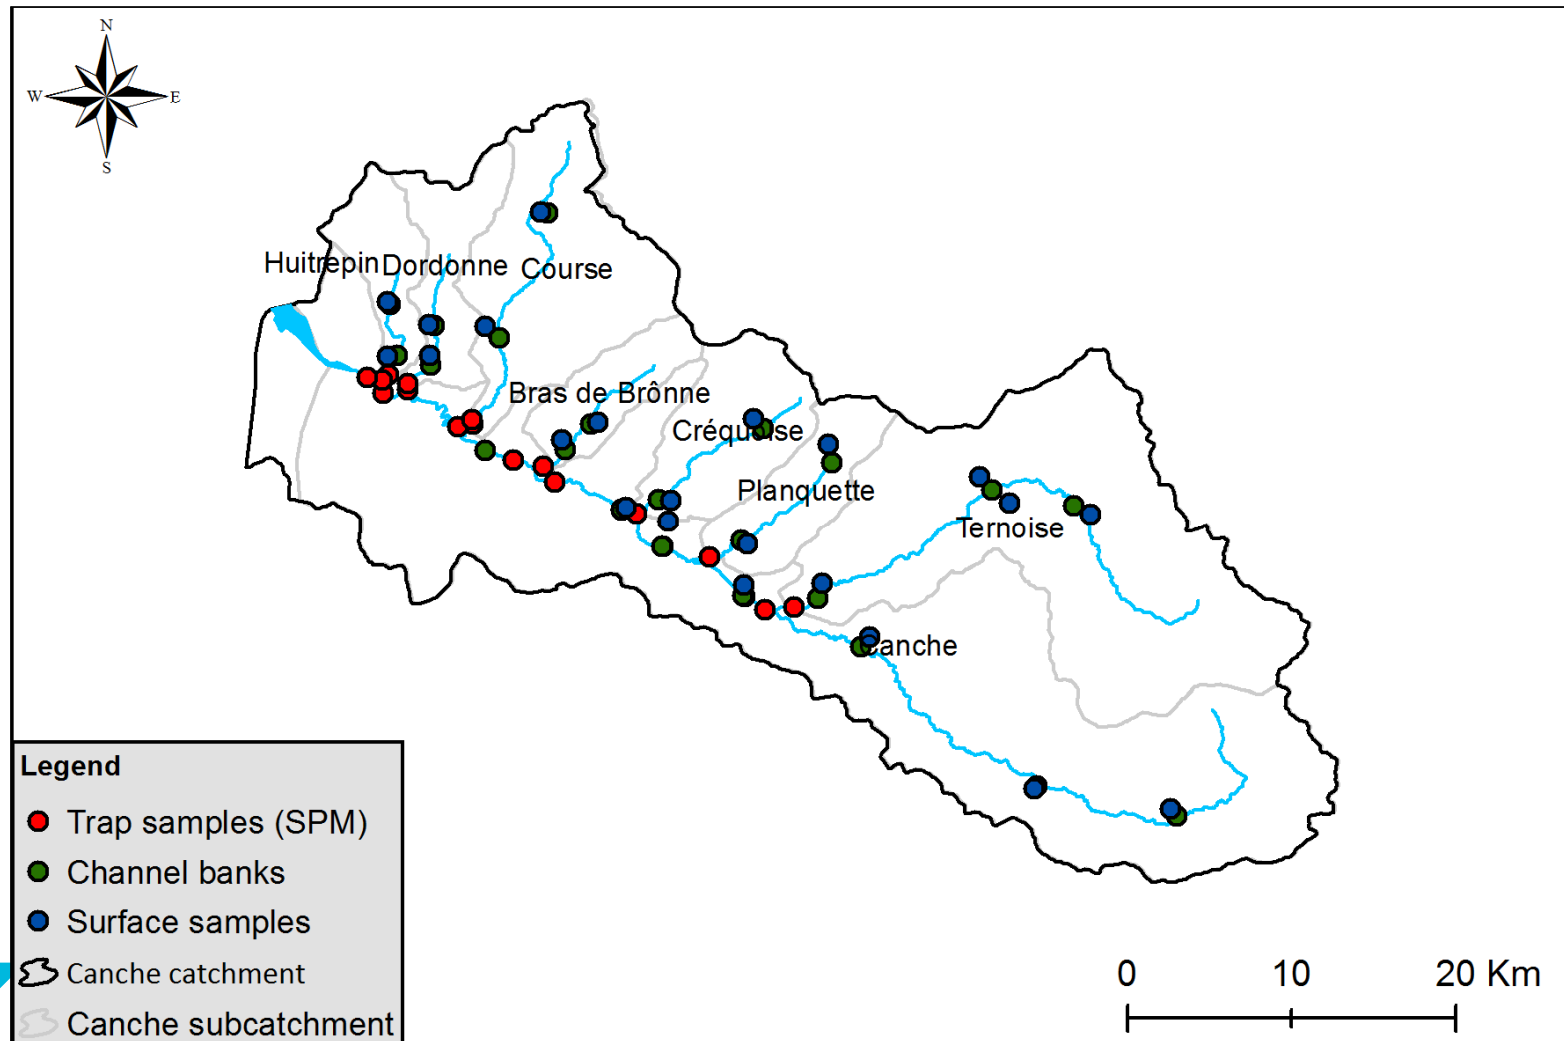 N
W E
S
Huitrepin Dordonne Course
Bras de Brônne
Créquoise
Planquette
Ternoise
Canche
Legend
Trap samples (SPM)
Channel banks
Surface samples
Canche catchment
Canche subcatchment
0 10 20 Km